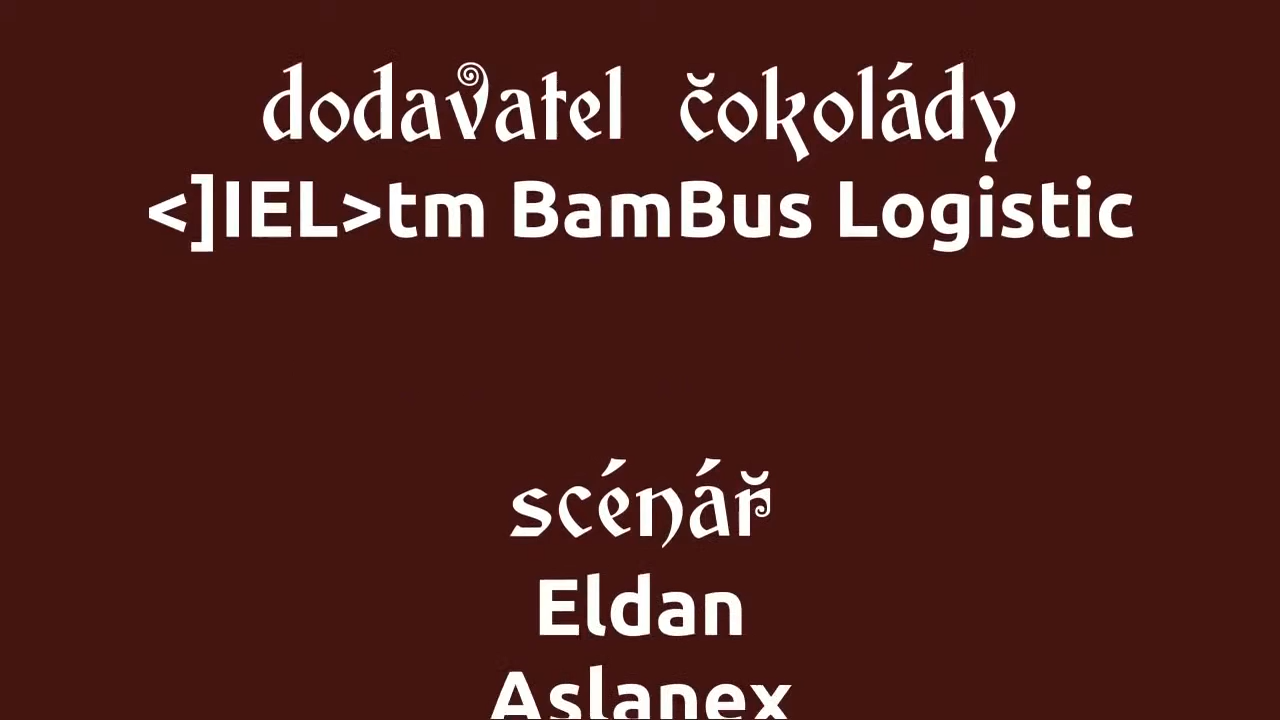 dodavatel čokolády
<]IEL>tm BamBus Logistic
scénář
Eldan
Aslanex